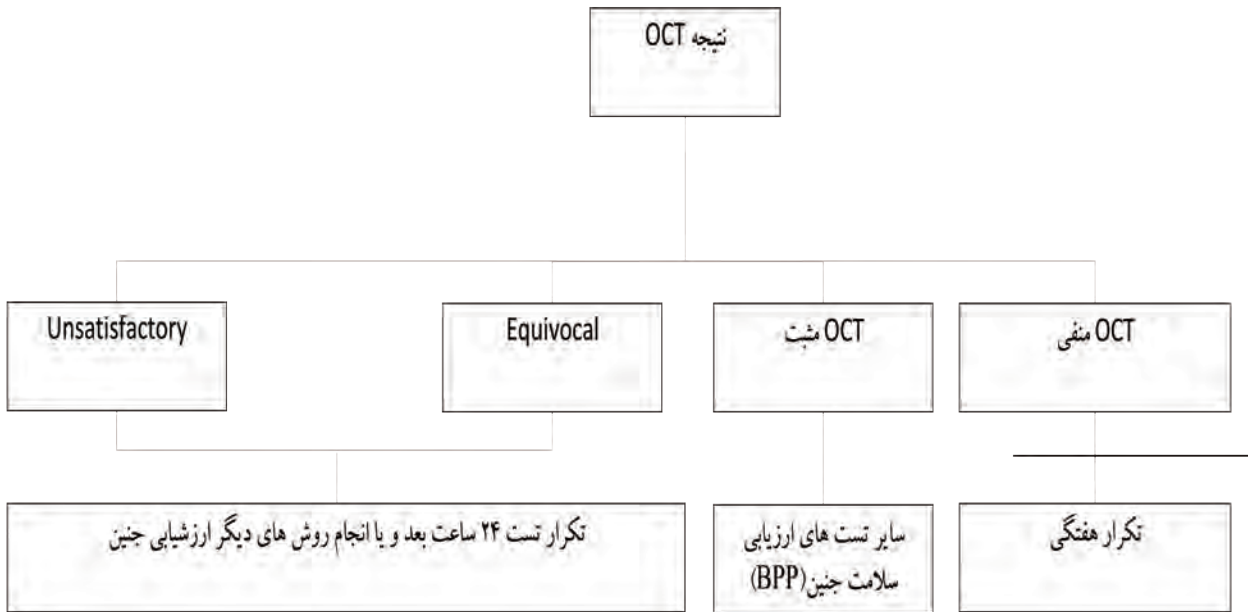 نتیجه OCT
OCT منفی
OCT مثبت
Equivocal
Unsatisfactory
تکرار هفتگی
سایر تست های ارزیابی
سلامت جنین(BPP)
تکرار تست ۲۴ ساعت بعد و یا انجام روش های دیگر ارزشیابی جنین